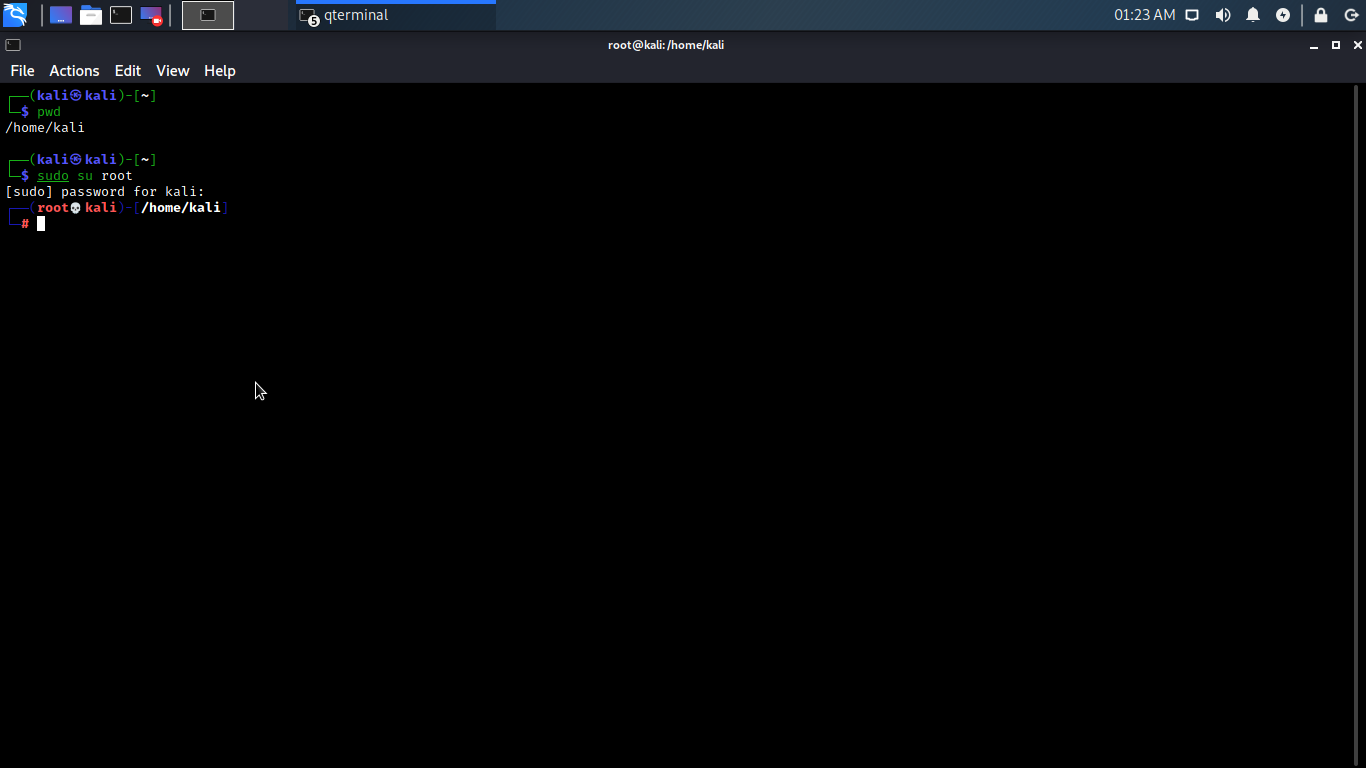 qterminal
5
01:23 AM
root@kali:/home/kali
File Actions Edit View Help
┌──(kali㉿kali)-[~]
└─$ pwd
/home/kali
┌──(kali㉿kali)-[~]
└─$ sudo su root
[sudo] password for kali:
┌──(root💀kali)-[/home/kali]
└─#